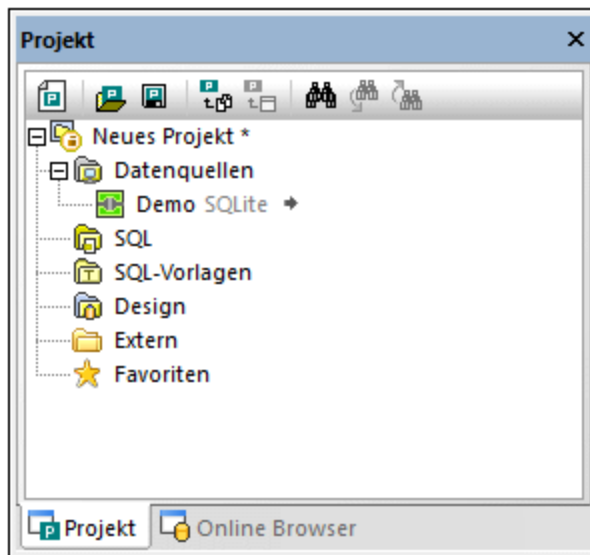 Projekt
Neues Projekt *
Datenquellen
Demo SQLite
SQL
SQL-Vorlagen
Design
Extern
Favoriten
Projekt Online Browser